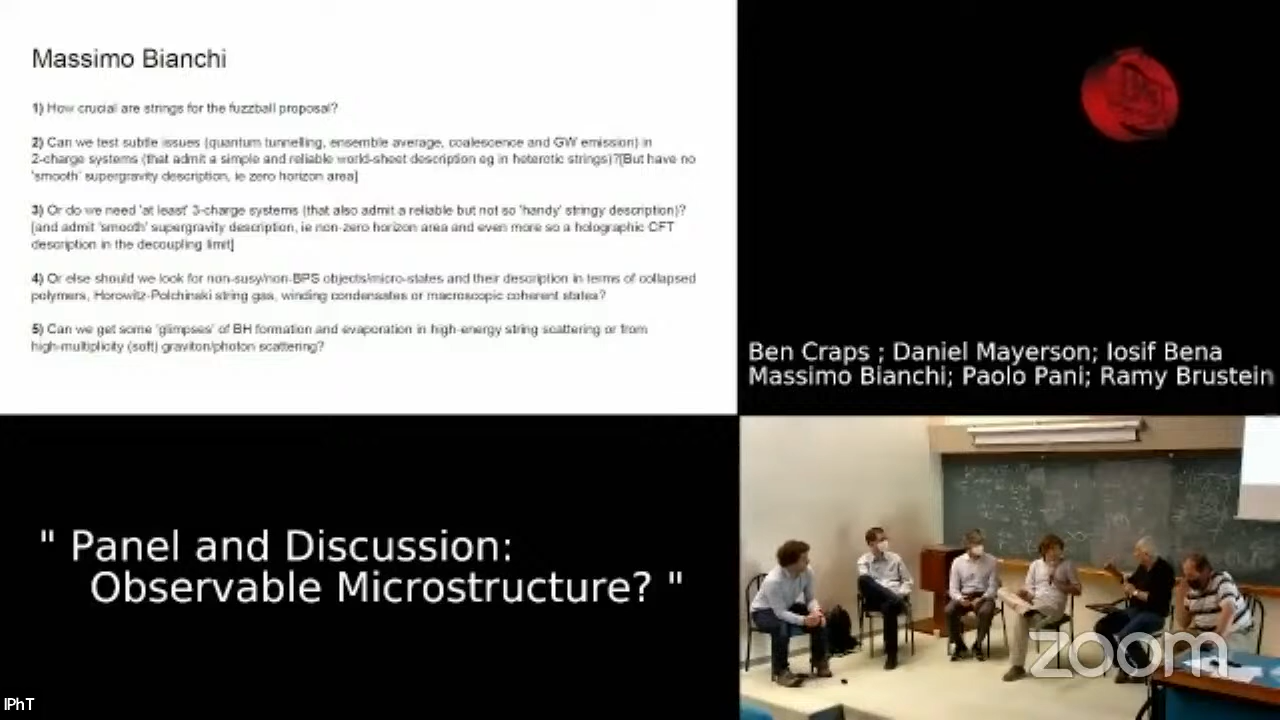 Massimo Bianchi
1) How crucial are strings for the fuzzball proposal?
2) Can we test subtle issues (quantum tunnelling, ensemble average, coalescence and GW emission) in
2-charge systems (that admit a simple and reliable world-sheet description eg in heterotic strings)?[But have no
'smooth' supergravity description, ie zero horizon area]
3) Or do we need 'at least' 3-charge systems (that also admit a reliable but not so 'handy' stringy description)?
[and admit 'smooth' supergravity description, ie non-zero horizon area and even more so a holographic CFT
description in the decoupling limit]
4) Or else should we look for non-susy/non-BPS objects/micro-states and their description in terms of collapsed
polymers, Horowitz-Polchinski string gas, winding condensates or macroscopic coherent states?
5) Can we get some 'glimpses' of BH formation and evaporation in high-energy string scattering or from
high-multiplicity (soft) graviton/photon scattering?
Ben Craps ; Daniel Mayerson; Iosif Bena
Massimo Bianchi; Paolo Pani; Ramy Brustein
" Panel and Discussion:
Observable Microstructure? "
zoom
IPhT